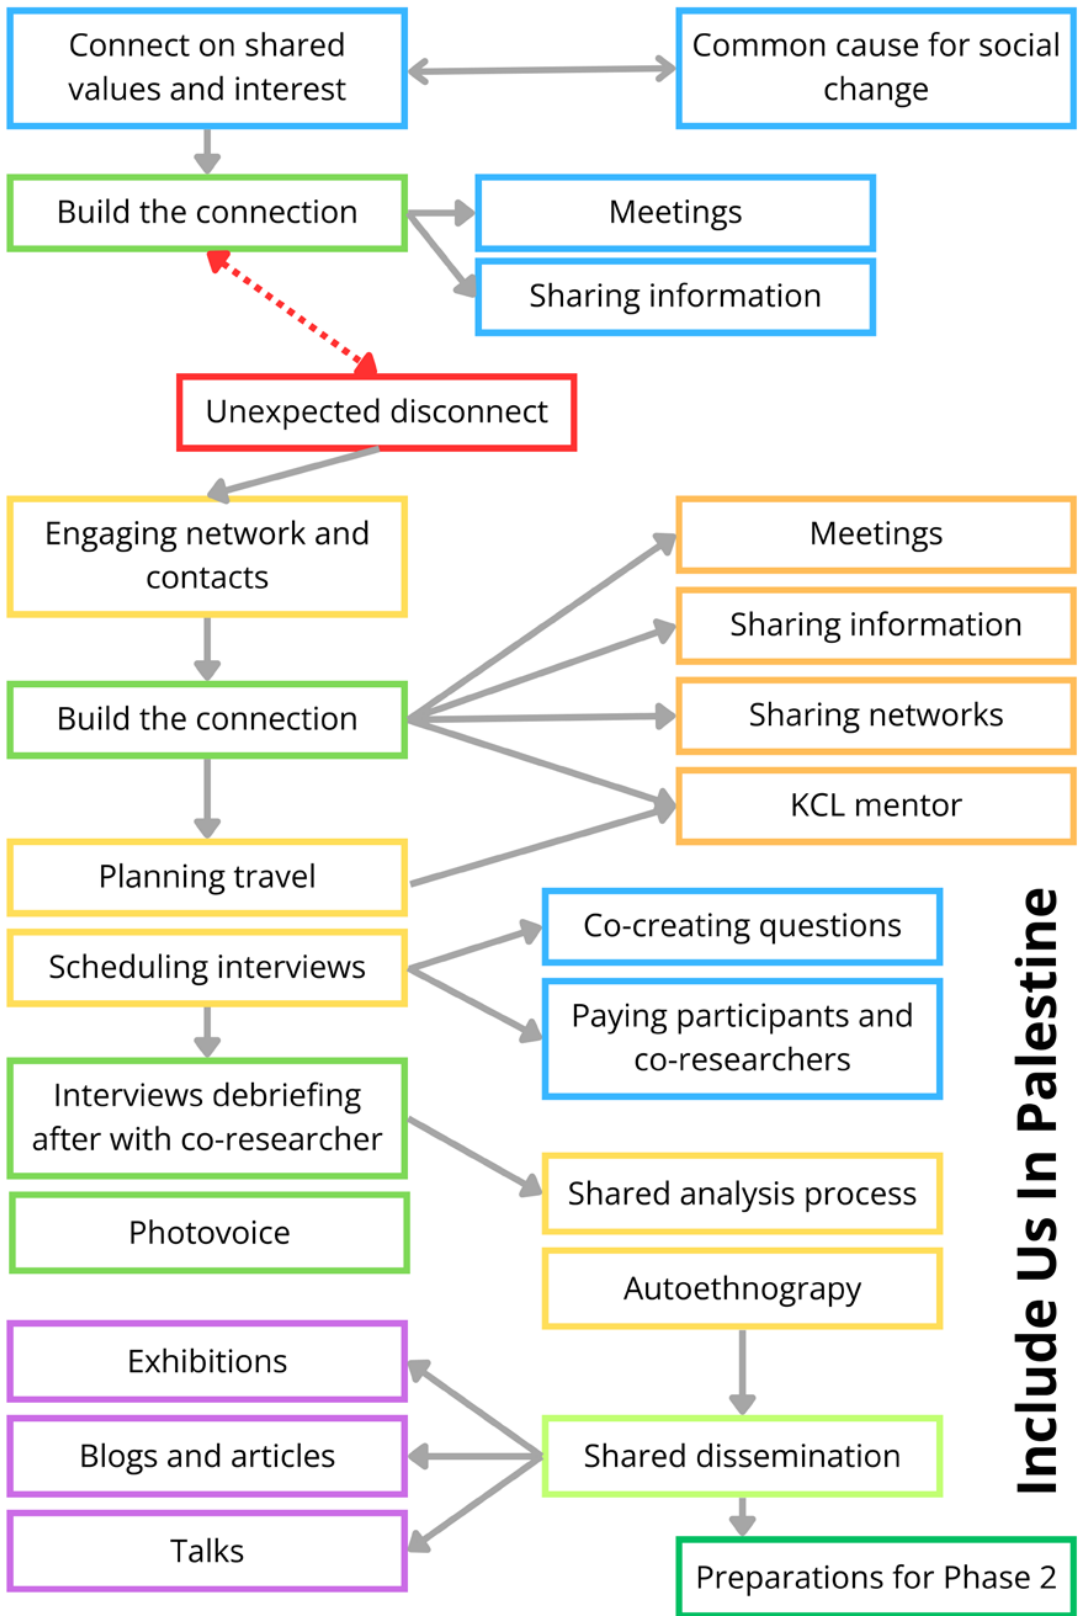 Connect on shared
values and interest
Common cause for social
change
Build the connection
Meetings
Sharing information
Unexpected disconnect
Engaging network and
contacts
Meetings
Sharing information
Build the connection
Sharing networks
KCL mentor
Planning travel
Co-creating questions
Scheduling interviews
Paying participants and
co-researchers
Interviews debriefing
after with co-researcher
Shared analysis process
Photovoice
Autoethnograpy
Exhibitions
Blogs and articles
Shared dissemination
Talks
Preparations for Phase 2
Include Us In Palestine